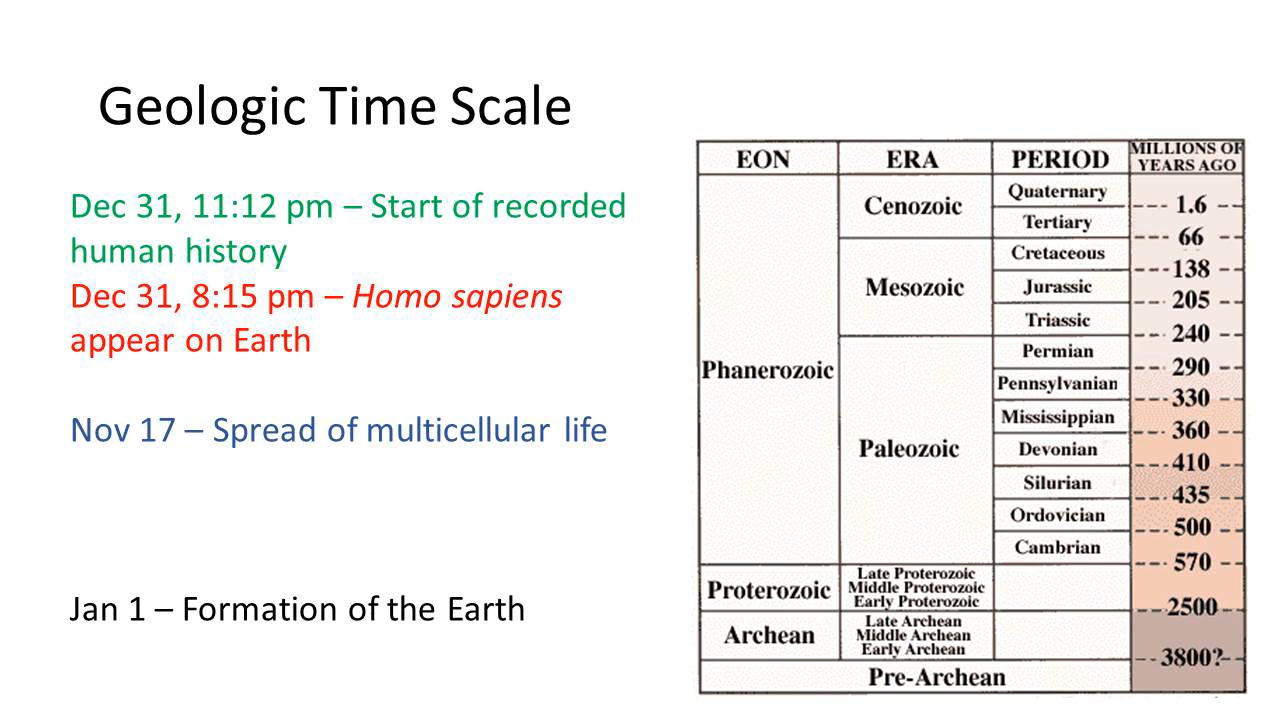 Geologic Time Scale
Dec 31, 11:12 pm – Start of recorded
human history
Dec 31, 8:15 pm – Homo sapiens
appear on Earth
Nov 17 – Spread of multicellular life
Jan 1 – Formation of the Earth
EON ERA PERIOD MILLIONS OF
YEARS AGO
Quaternary
1.6
Cenozoic
Tertiary
66
Cretaceous
138
Mesozoic
Jurassic
205
Triassic
240
Permian
290
Phanerozoic
Pennsylvanian
330
Mississippian
360
Paleozoic
Devonian
410
Silurian
435
Ordovician
500
Cambrian
570
Proterozoic
Late Proterozoic
Middle Proterozoic
Early Proterozoic
2500
Archean
Late Archean
Middle Archean
Early Archean
3800?
Pre-Archean